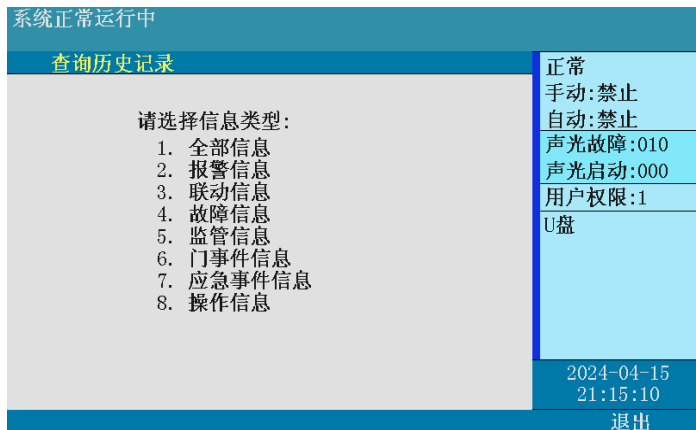 系统正常运行中
查询历史记录
请选择信息类型:
1. 全部信息
2. 报警信息
3. 联动信息
4. 故障信息
5. 监管信息
6. 门事件信息
7. 应急事件信息
8. 操作信息
正常
手动:禁止
自动:禁止
声光故障:010
声光启动:000
用户权限:1
U盘
2024-04-15
21:15:10
退出